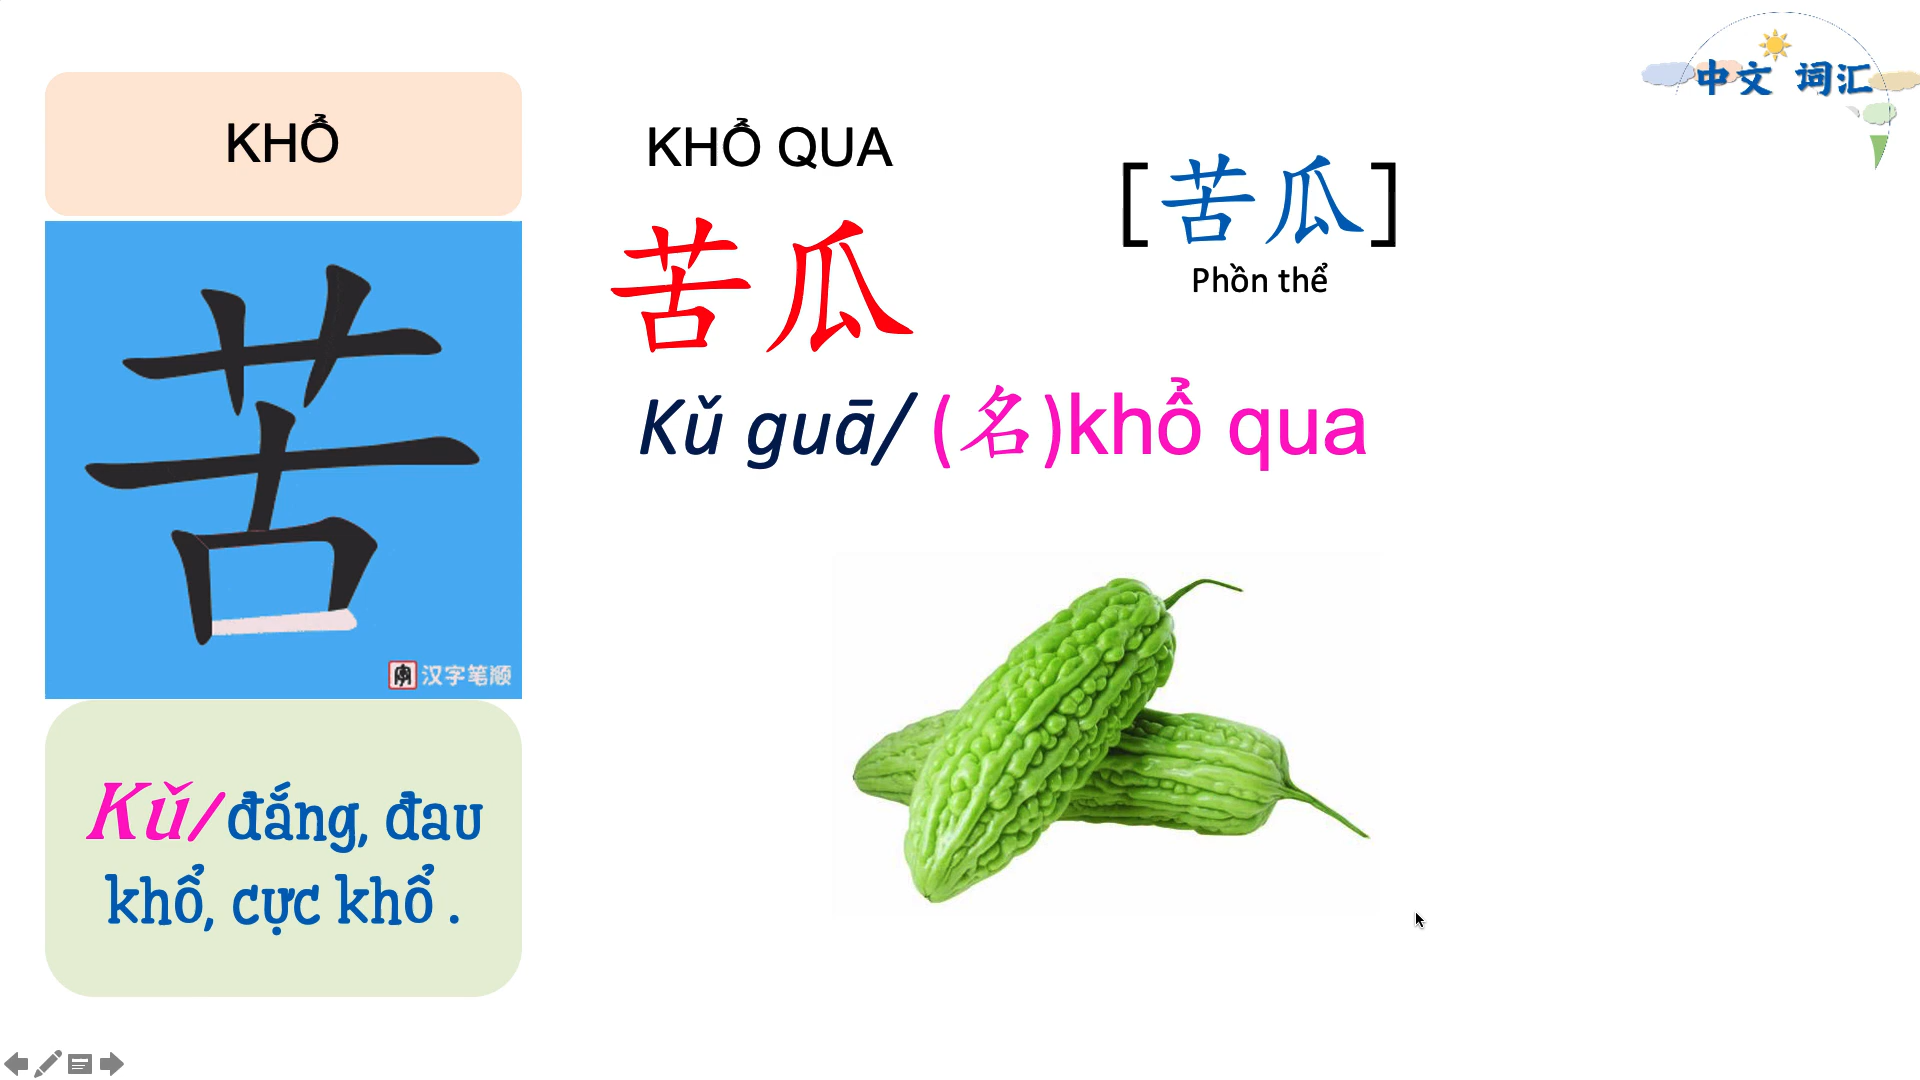 KHỔ
苦
汉字笔顺
Kǔ/đắng, đau
khổ, cực khổ .
KHỔ QUA
苦瓜
[苦瓜]
Phồn thể
Kǔ guā/(名)khổ qua
中文 词汇